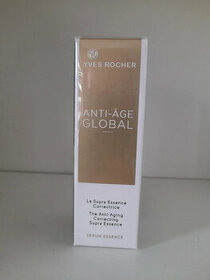 YVES ROCHER
ANTI-ÂGE
GLOBAL
Le Supra Essence
Correctrice
The Anti-Aging
Correcting
Supra Essence
SERUM ESSENCE